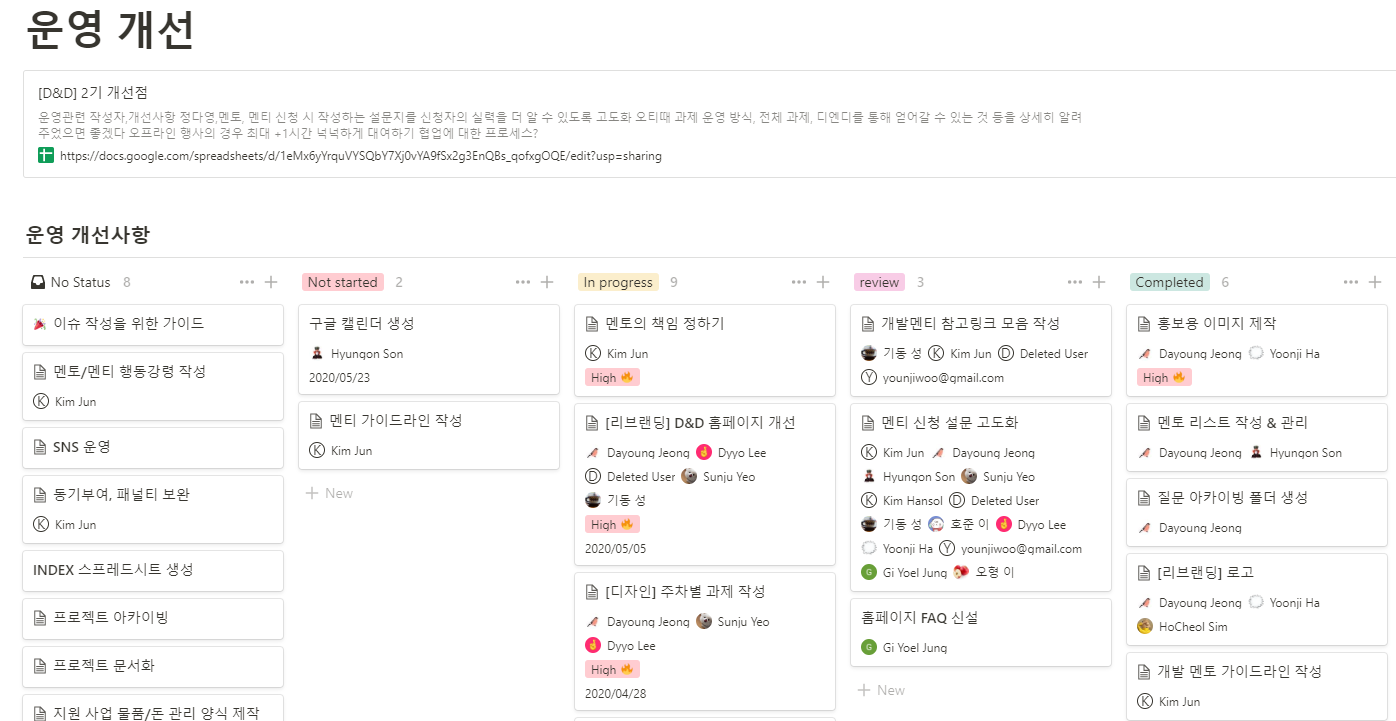 운영 개선
[D&D] 2기 개선점
운영관련 작성자,개선사항 정다영,멘토, 멘티 신청 시 작성하는 설문지를 신청자의 실력을 더 알 수 있도록 고도화 오티때 과제 운영 방식, 전체 과제, 디엔디를 통해 얻어갈 수 있는 것 등을 상세히 알려
주었으면 좋겠다 오프라인 행사의 경우 최대 +1시간 넉넉하게 대여하기 협업에 대한 프로세스?
https://docs.google.com/spreadsheets/d/1eMx6yYrquVYSQbY7Xj0vYA9fSx2g3EnQBs_qofxgOQE/edit?usp=sharing
운영 개선사항
No Status 8
이슈 작성을 위한 가이드
멘토/멘티 행동강령 작성
K Kim Jun
SNS 운영
동기부여, 패널티 보완
K Kim Jun
INDEX 스프레드시트 생성
프로젝트 아카이빙
프로젝트 문서화
지원 사업 물품/돈 관리 양식 제작
Not started 2
구글 캘린더 생성
Hyungon Son
2020/05/23
멘티 가이드라인 작성
K Kim Jun
New
In progress 9
멘토의 책임 정하기
K Kim Jun
High
[리브랜딩] D&D 홈페이지 개선
Dayoung Jeong Dyyo Lee
D Deleted User Sunju Yeo
기동 성
High
2020/05/05
[디자인] 주차별 과제 작성
Dayoung Jeong Sunju Yeo
Dyyo Lee
High
2020/04/28
review 3
개발멘티 참고링크 모음 작성
기동 성 K Kim Jun D Deleted User
Y younjiwoo@gmail.com
멘티 신청 설문 고도화
K Kim Jun Dayoung Jeong
Hyungon Son Sunju Yeo
K Kim Hansol D Deleted User
기동 성 호준 이 Dyyo Lee
Yoonji Ha Y younjiwoo@gmail.com
G Gi Yoel Jung 오형 이
홈페이지 FAQ 신설
G Gi Yoel Jung
New
Completed 6
홍보용 이미지 제작
Dayoung Jeong Yoonji Ha
High
멘토 리스트 작성 & 관리
Dayoung Jeong Hyungon Son
질문 아카이빙 폴더 생성
Dayoung Jeong
[리브랜딩] 로고
Dayoung Jeong Yoonji Ha
HoCheol Sim
개발 멘토 가이드라인 작성
K Kim Jun